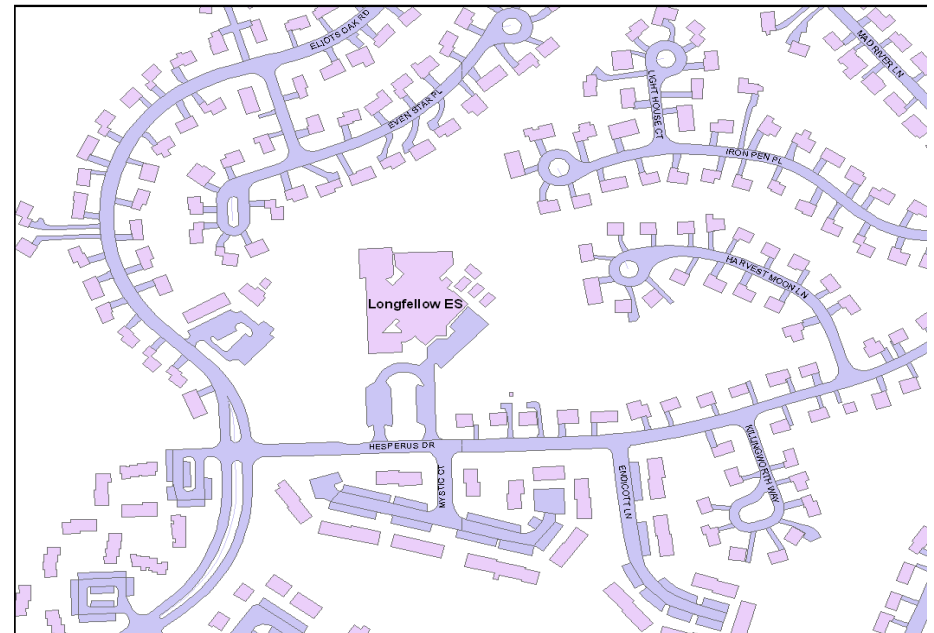 ELIOTS OAK RD
MAD RIVER LN
EVEN STAR PL
LIGHT HOUSE CT
IRON PEN PL
HARVEST MOON LN
Longfellow ES
HESPERUS DR
MYSTIC CT
ENDICOTT LN
KILLINGWORTH WAY